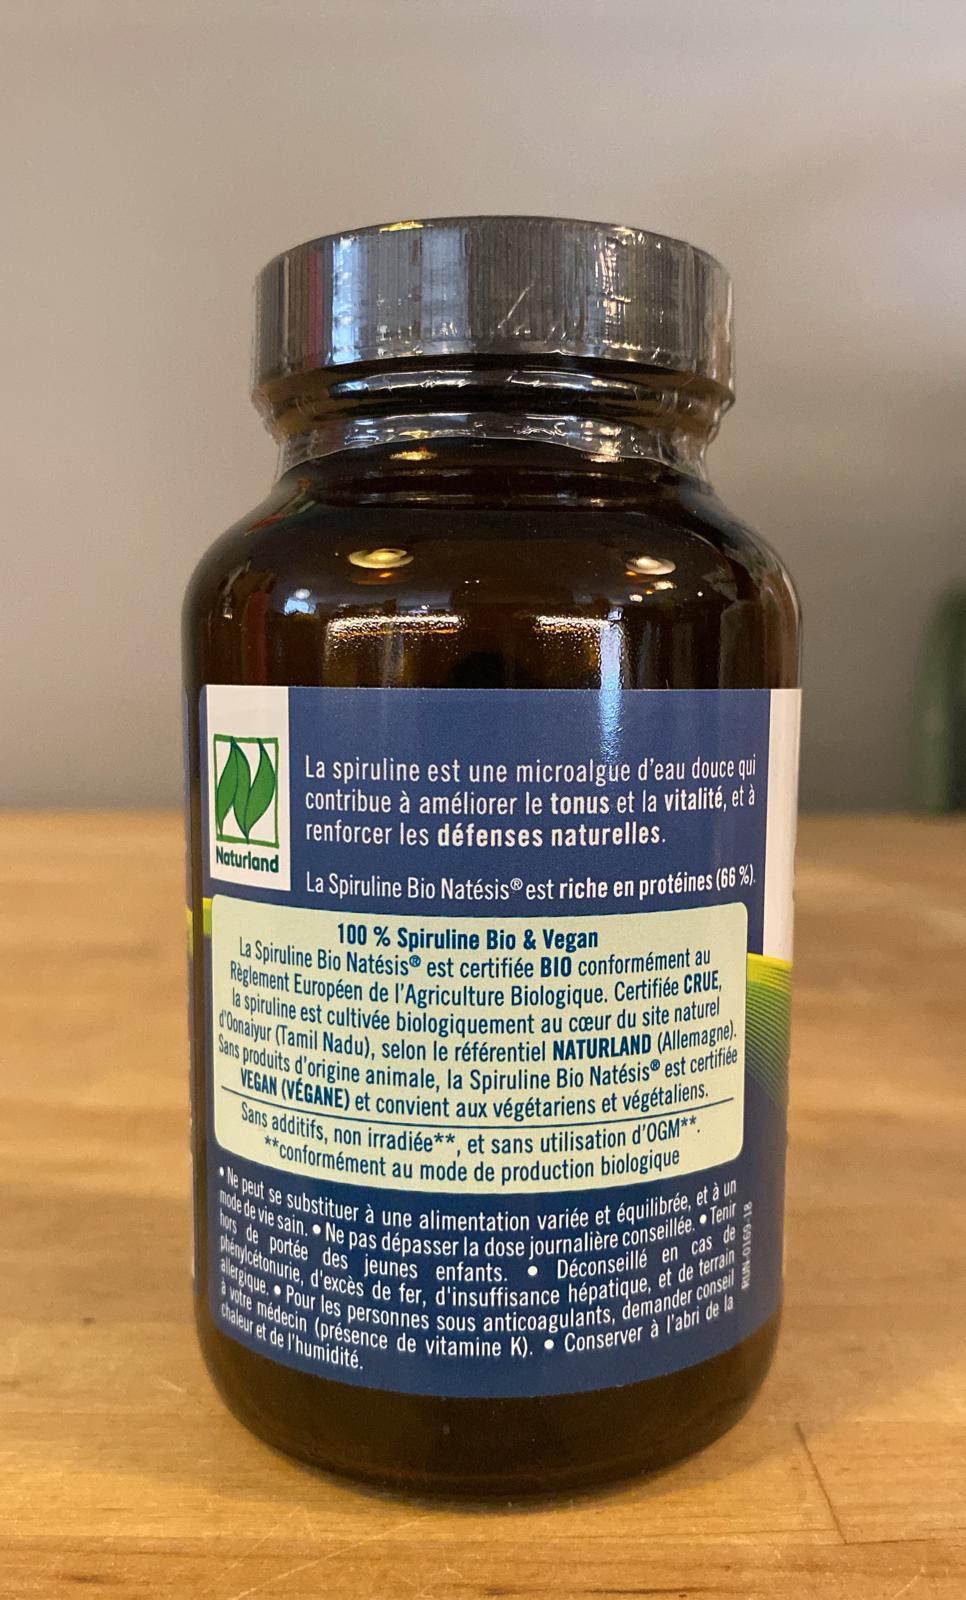 Naturland
La spiruline est une microalgue d'eau douce qui
contribue à améliorer le tonus et la vitalité, et à
renforcer les défenses naturelles.
La Spiruline Bio Natésis® est riche en protéines (66 %).
100 % Spiruline Bio & Vegan
La Spiruline Bio Natésis® est certifiée BIO conformément au
Règlement Européen de l'Agriculture Biologique. Certifiée CRUE,
la spiruline est cultivée biologiquement au cœur du site naturel
d'Oonaiyur (Tamil Nadu), selon le référentiel NATURLAND (Allemagne).
Sans produits d'origine animale, la Spiruline Bio Natésis® est certifiée
VEGAN (VÉGANE) et convient aux végétariens et végétaliens.
Sans additifs, non irradiée**, et sans utilisation d'OGM**.
**conformément au mode de production biologique
• Ne peut se substituer à une alimentation variée et équilibrée, et à un
mode de vie sain. • Ne pas dépasser la dose journalière conseillée. • Tenir
hors de portée des jeunes enfants. • Déconseillé en cas de
phénylcétonurie, d'excès de fer, d'insuffisance hépatique, et de terrain
allergique. • Pour les personnes sous anticoagulants, demander conseil
à votre médecin (présence de vitamine K). • Conserver à l'abri de la
chaleur et de l'humidité.
RUN-0169-18